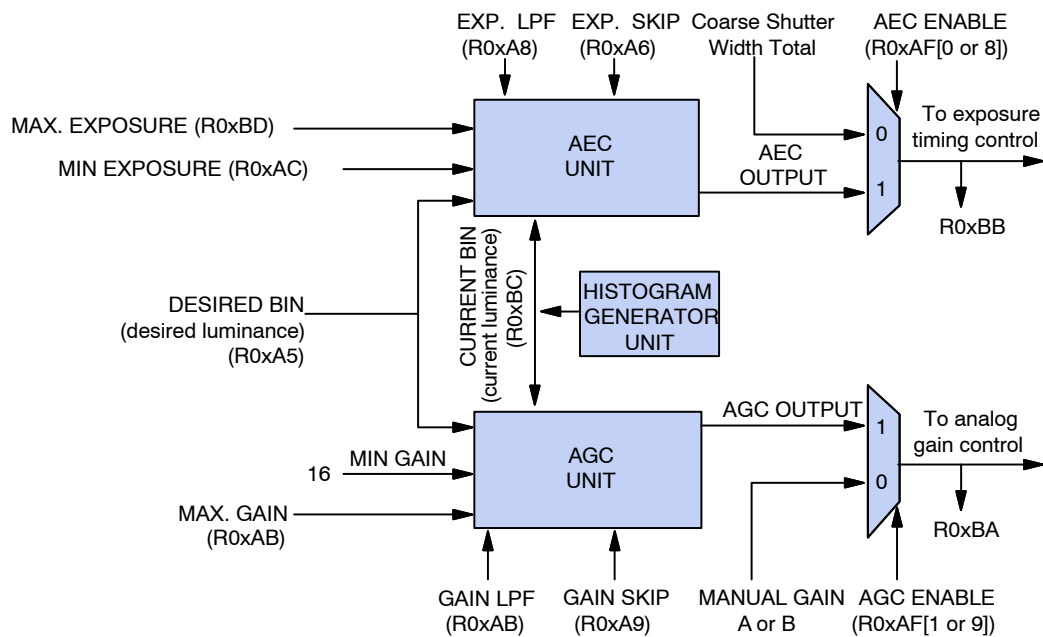 EXP. LPF
(R0xA8)
EXP. SKIP
(R0xA6)
Coarse Shutter
Width Total
AEC ENABLE
(R0xAF[0 or 8])
MAX. EXPOSURE (R0xBD)
MIN EXPOSURE (R0xAC)
AEC
UNIT
AEC
OUTPUT
0
1
To exposure
timing control
R0xBB
DESIRED BIN
(desired luminance)
(R0xA5)
CURRENT BIN
(current luminance)
(R0xBC)
HISTOGRAM
GENERATOR
UNIT
16
MIN GAIN
MAX. GAIN
(R0xAB)
AGC
UNIT
AGC OUTPUT
1
0
To analog
gain control
R0xBA
GAIN LPF
(R0xAB)
GAIN SKIP
(R0xA9)
MANUAL GAIN
A or B
AGC ENABLE
(R0xAF[1 or 9])